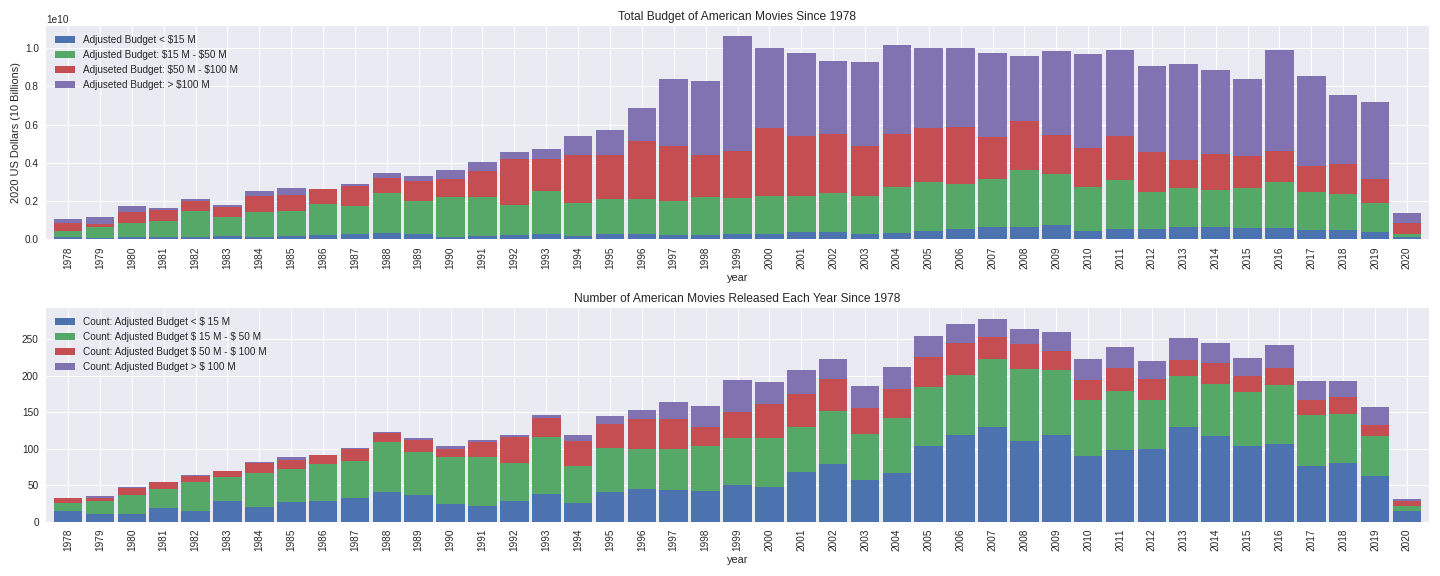 Total Budget of American Movies Since 1978
1e10
Adjusted Budget < $15 M
Adjusted Budget: $15 M - $50 M
Adjuseted Budget: $50 M - $100 M
Adjuseted Budget: > $100 M
2020 US Dollars (10 Billions)
1.0
0.8
0.6
0.4
0.2
0.0
1978 1979 1980 1981 1982 1983 1984 1985 1986 1987 1988 1989 1990 1991 1992 1993 1994 1995 1996 1997 1998 1999 2000 2001 2002 2003 2004 2005 2006 2007 2008 2009 2010 2011 2012 2013 2014 2015 2016 2017 2018 2019 2020
year
Number of American Movies Released Each Year Since 1978
Count: Adjusted Budget < $ 15 M
Count: Adjusted Budget $ 15 M - $ 50 M
Count: Adjusted Budget $ 50 M - $ 100 M
Count: Adjusted Budget > $ 100 M
250
200
150
100
50
0
1978 1979 1980 1981 1982 1983 1984 1985 1986 1987 1988 1989 1990 1991 1992 1993 1994 1995 1996 1997 1998 1999 2000 2001 2002 2003 2004 2005 2006 2007 2008 2009 2010 2011 2012 2013 2014 2015 2016 2017 2018 2019 2020
year